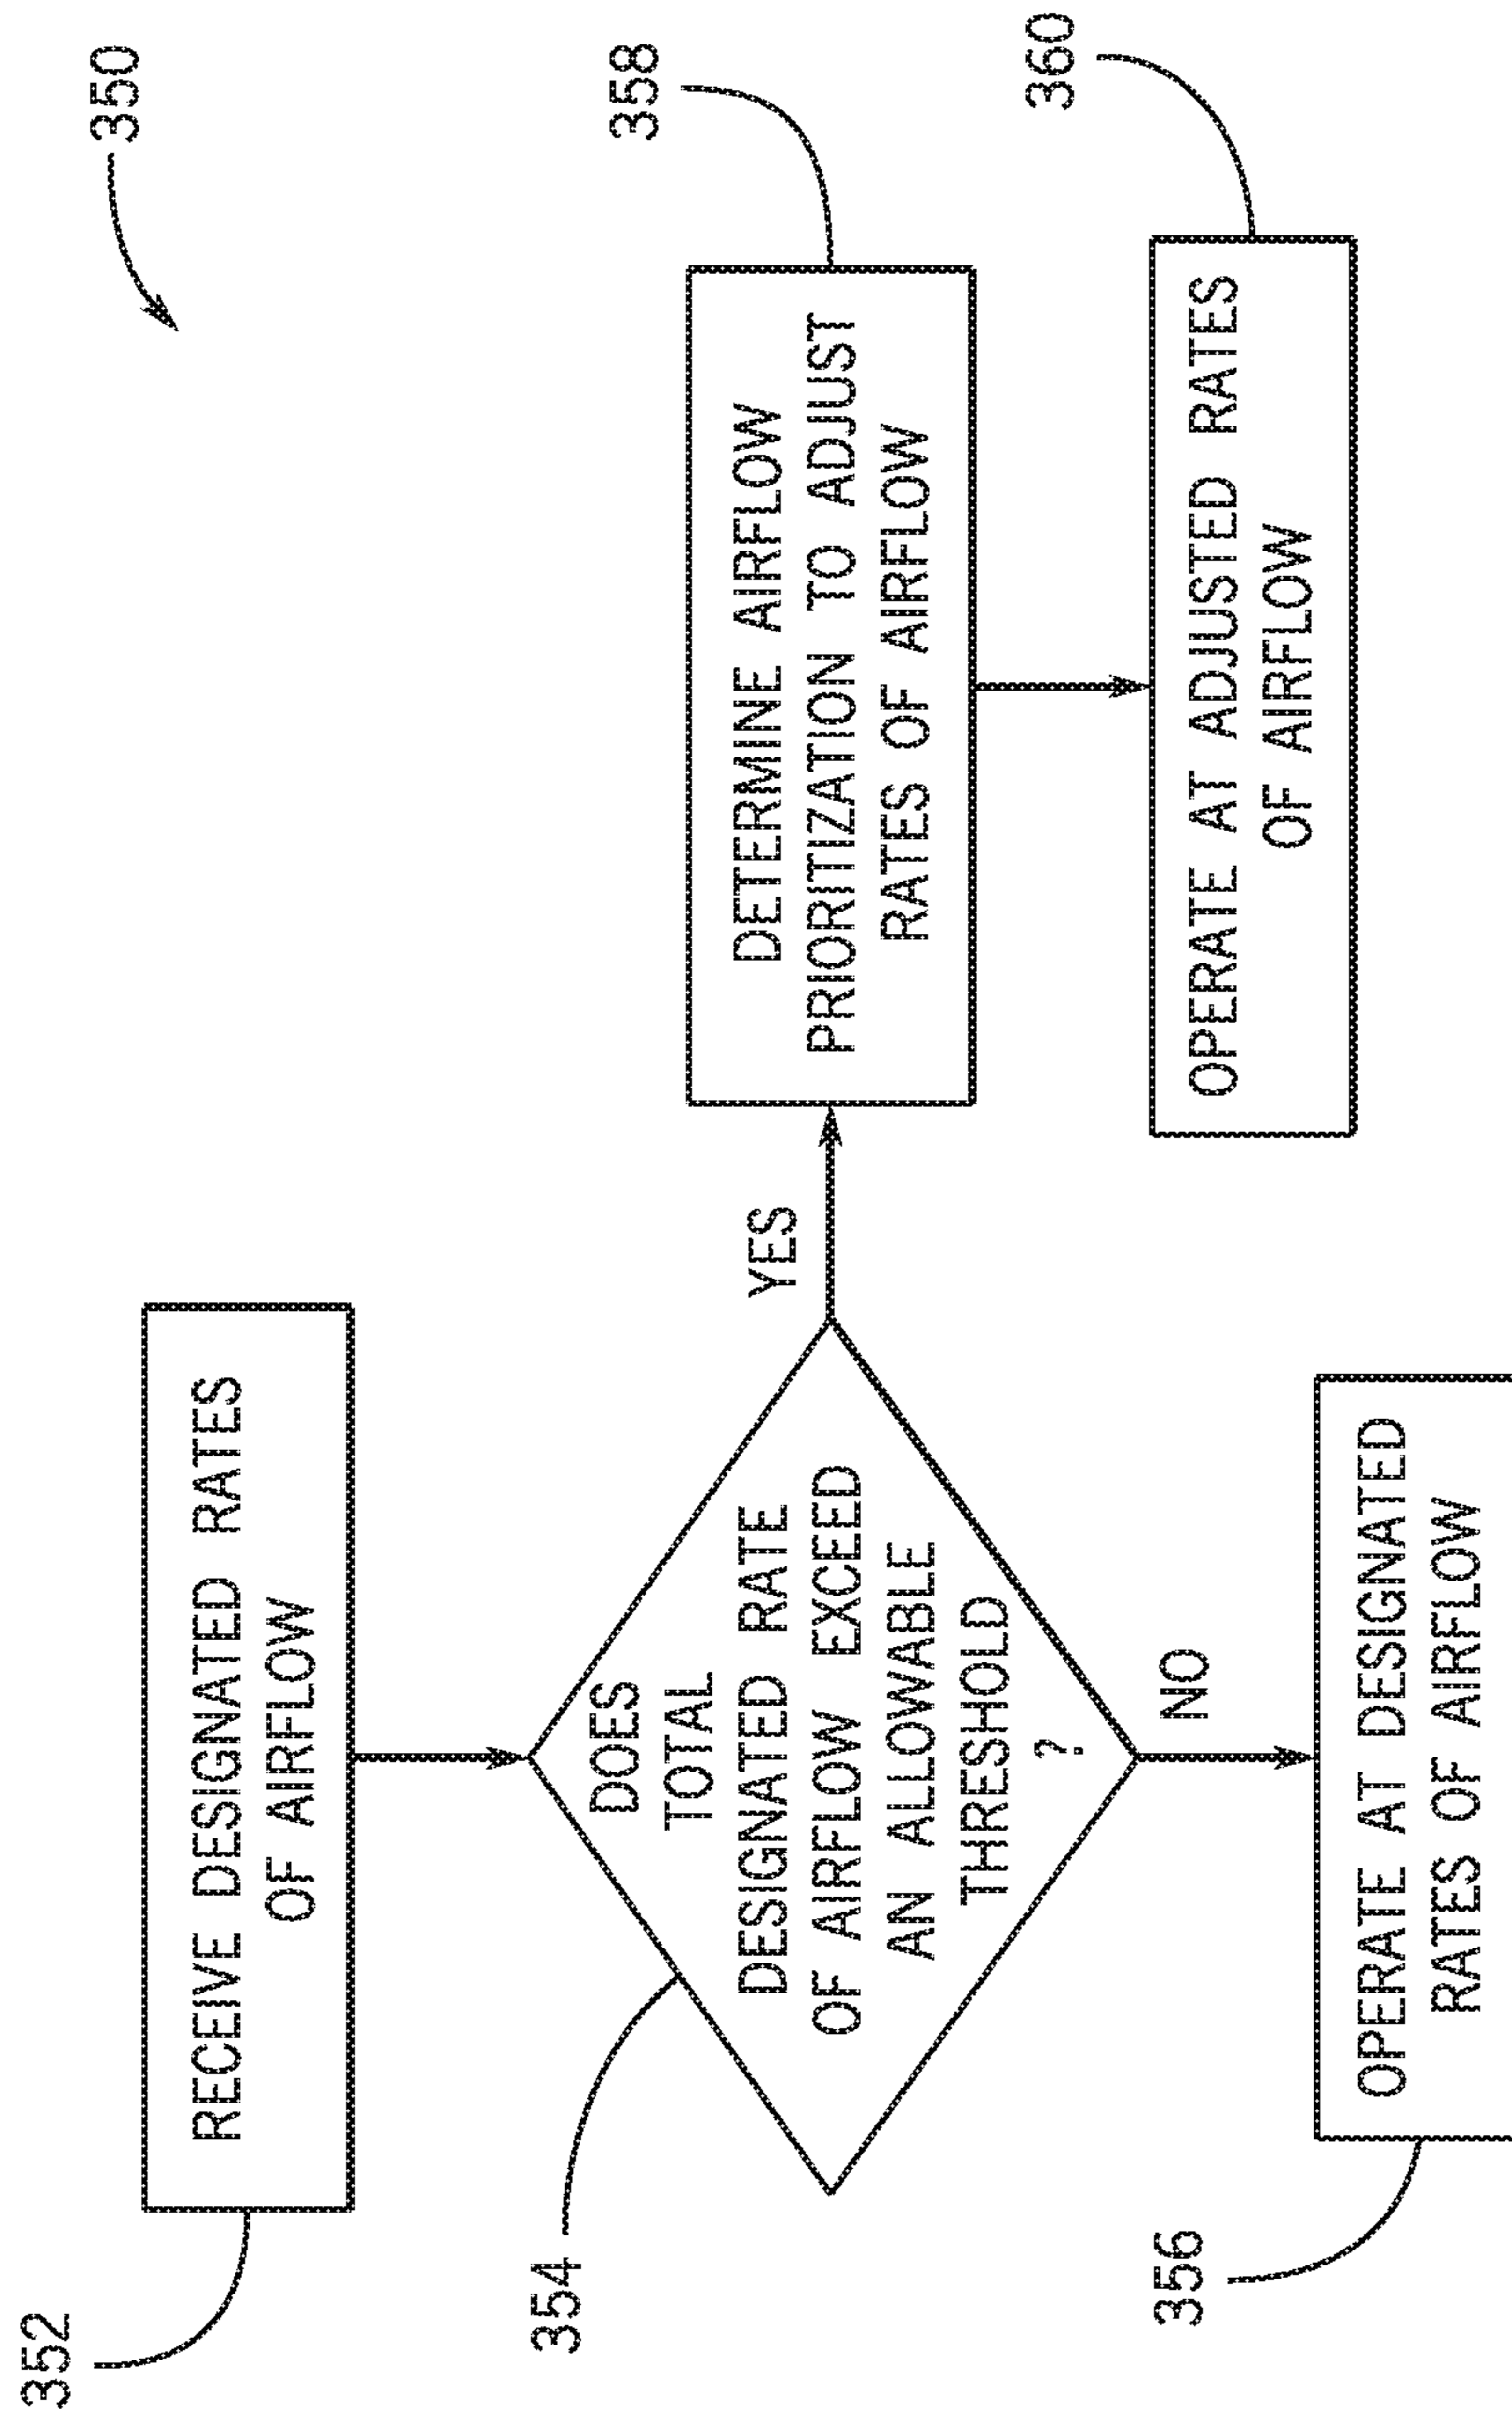 350
352
RECEIVE DESIGNATED RATES
OF AIRFLOW
354
DOES
TOTAL
DESIGNATED RATE
OF AIRFLOW EXCEED
AN ALLOWABLE
THRESHOLD
?
YES
358
DETERMINE AIRFLOW
PRIORITIZATION TO ADJUST
RATES OF AIRFLOW
NO
360
OPERATE AT ADJUSTED RATES
OF AIRFLOW
356
OPERATE AT DESIGNATED
RATES OF AIRFLOW